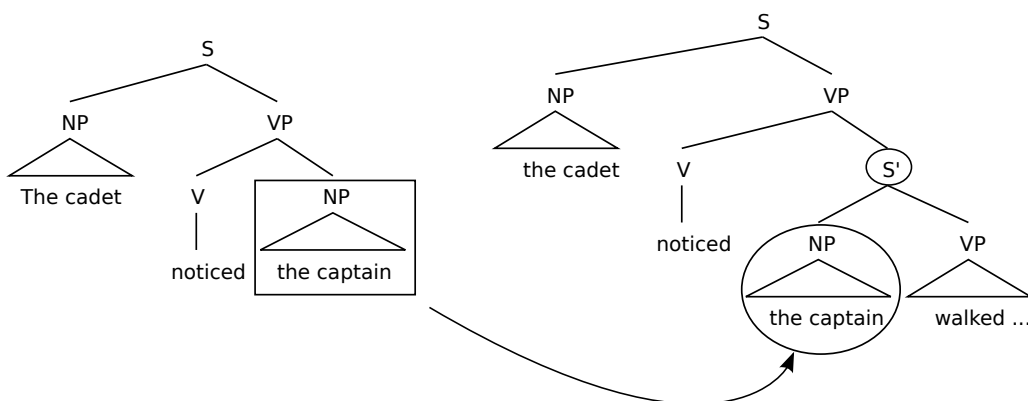 S
NP VP
The cadet
V NP
noticed the captain
S
NP VP
the cadet
V S'
noticed
NP VP
the captain walked ...